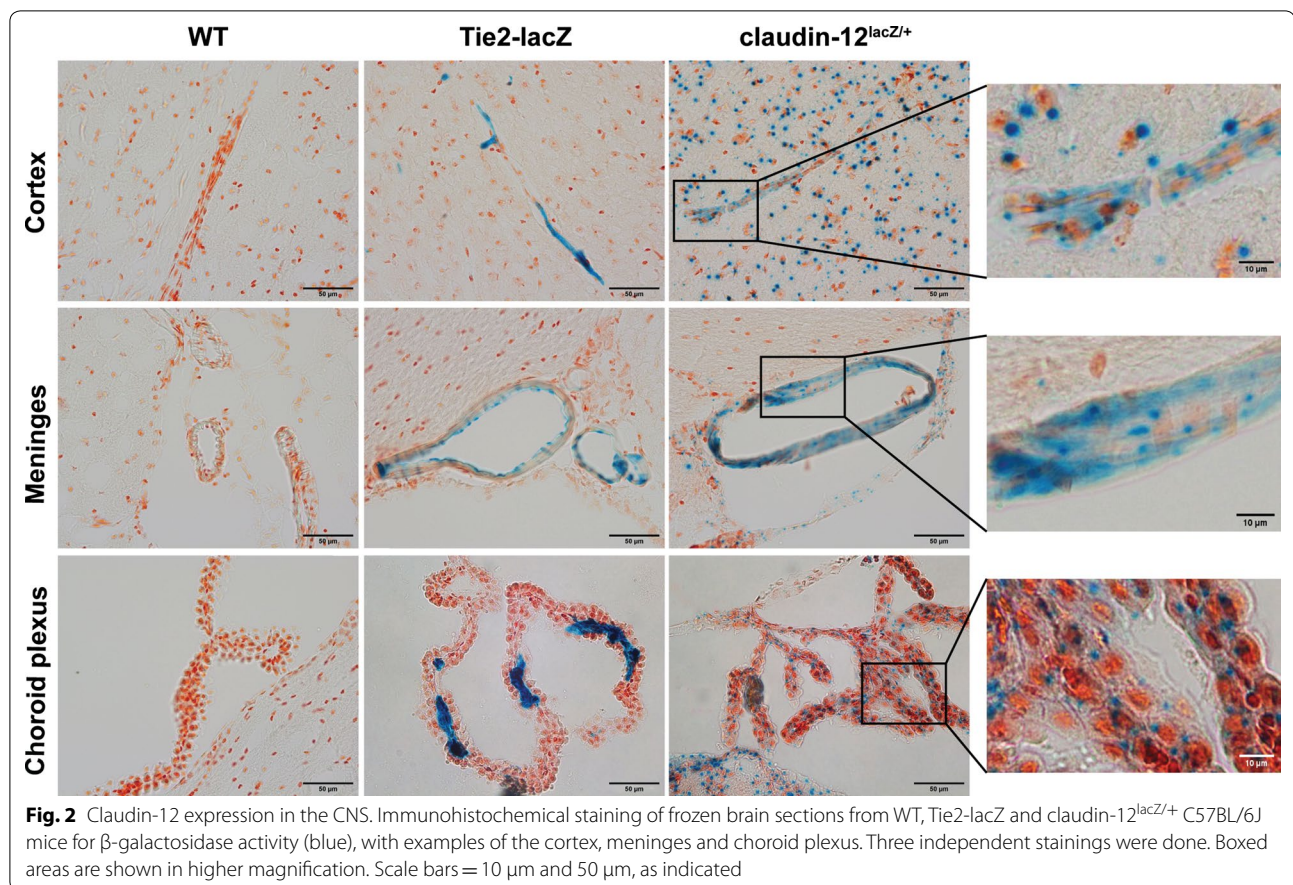 WT
Tie2-lacZ
claudin-12lacZ/+
Cortex
50 µm
50 µm
50 µm
10 µm
Meninges
50 µm
50 µm
50 µm
10 µm
Choroid plexus
50 µm
50 µm
50 µm
10 µm
Fig. 2 Claudin-12 expression in the CNS. Immunohistochemical staining of frozen brain sections from WT, Tie2-lacZ and claudin-12lacZ/+ C57BL/6J
mice for β-galactosidase activity (blue), with examples of the cortex, meninges and choroid plexus. Three independent stainings were done. Boxed
areas are shown in higher magnification. Scale bars = 10 µm and 50 µm, as indicated